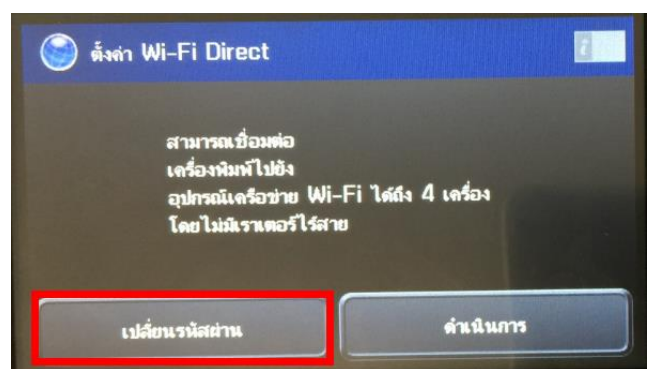 ตั้งค่า Wi-Fi Direct
i
สามารถเชื่อมต่อ
เครื่องพิมพ์ไปยัง
อุปกรณ์เครือข่าย Wi-Fi ได้ถึง 4 เครื่อง
โดยไม่มีเราเตอร์ไร้สาย
เปลี่ยนรหัสผ่าน
ดำเนินการ